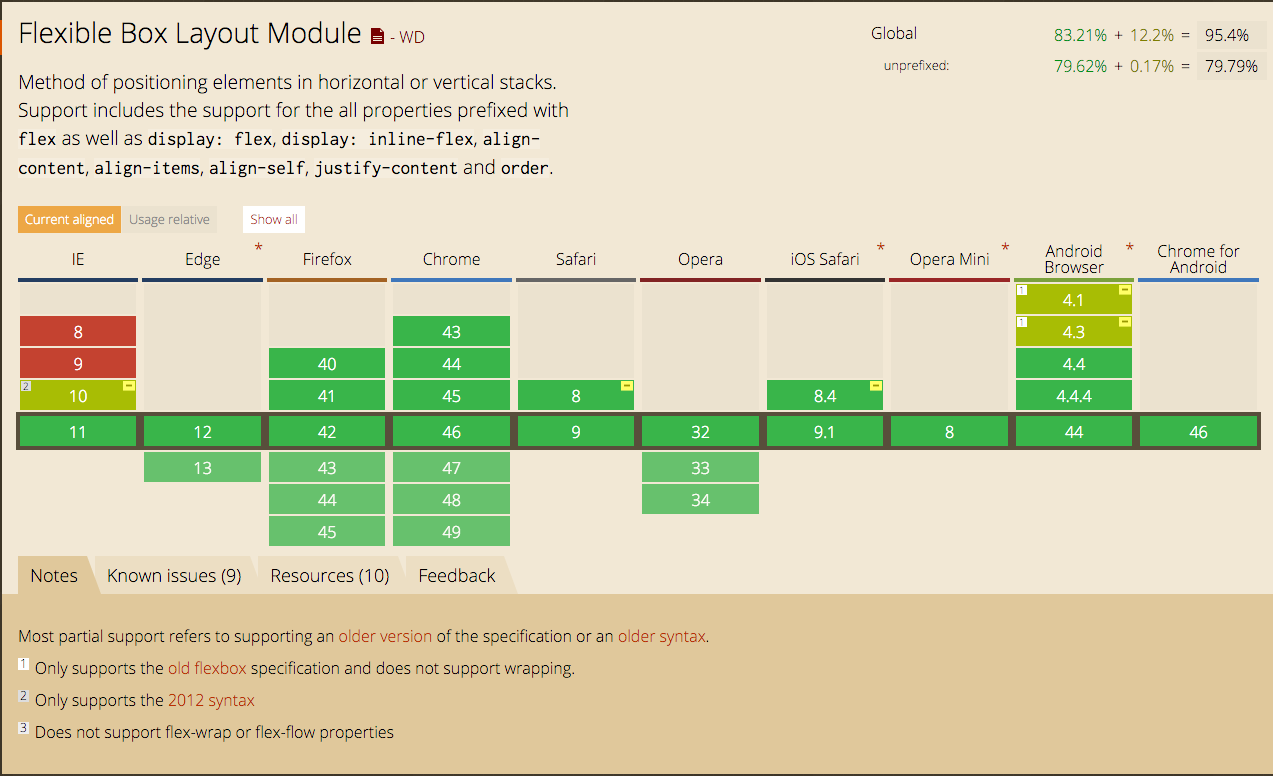 Flexible Box Layout Module - WD
Global 83.21% + 12.2% = 95.4%
unprefixed: 79.62% + 0.17% = 79.79%
Method of positioning elements in horizontal or vertical stacks.
Support includes the support for the all properties prefixed with
flex as well as display: flex, display: inline-flex, align-
content, align-items, align-self, justify-content and order.
Current aligned Usage relative Show all
IE Edge * Firefox Chrome Safari Opera iOS Safari * Opera Mini * Android Browser * Chrome for Android
1 4.1 -
8 43 1 4.3 -
9 40 44 4.4
2 10 - 41 45 8 - 8.4 - 4.4.4
11 12 42 46 9 32 9.1 8 44 46
13 43 47 33
44 48 34
45 49
Notes Known issues (9) Resources (10) Feedback
Most partial support refers to supporting an older version of the specification or an older syntax.
1 Only supports the old flexbox specification and does not support wrapping.
2 Only supports the 2012 syntax
3 Does not support flex-wrap or flex-flow properties